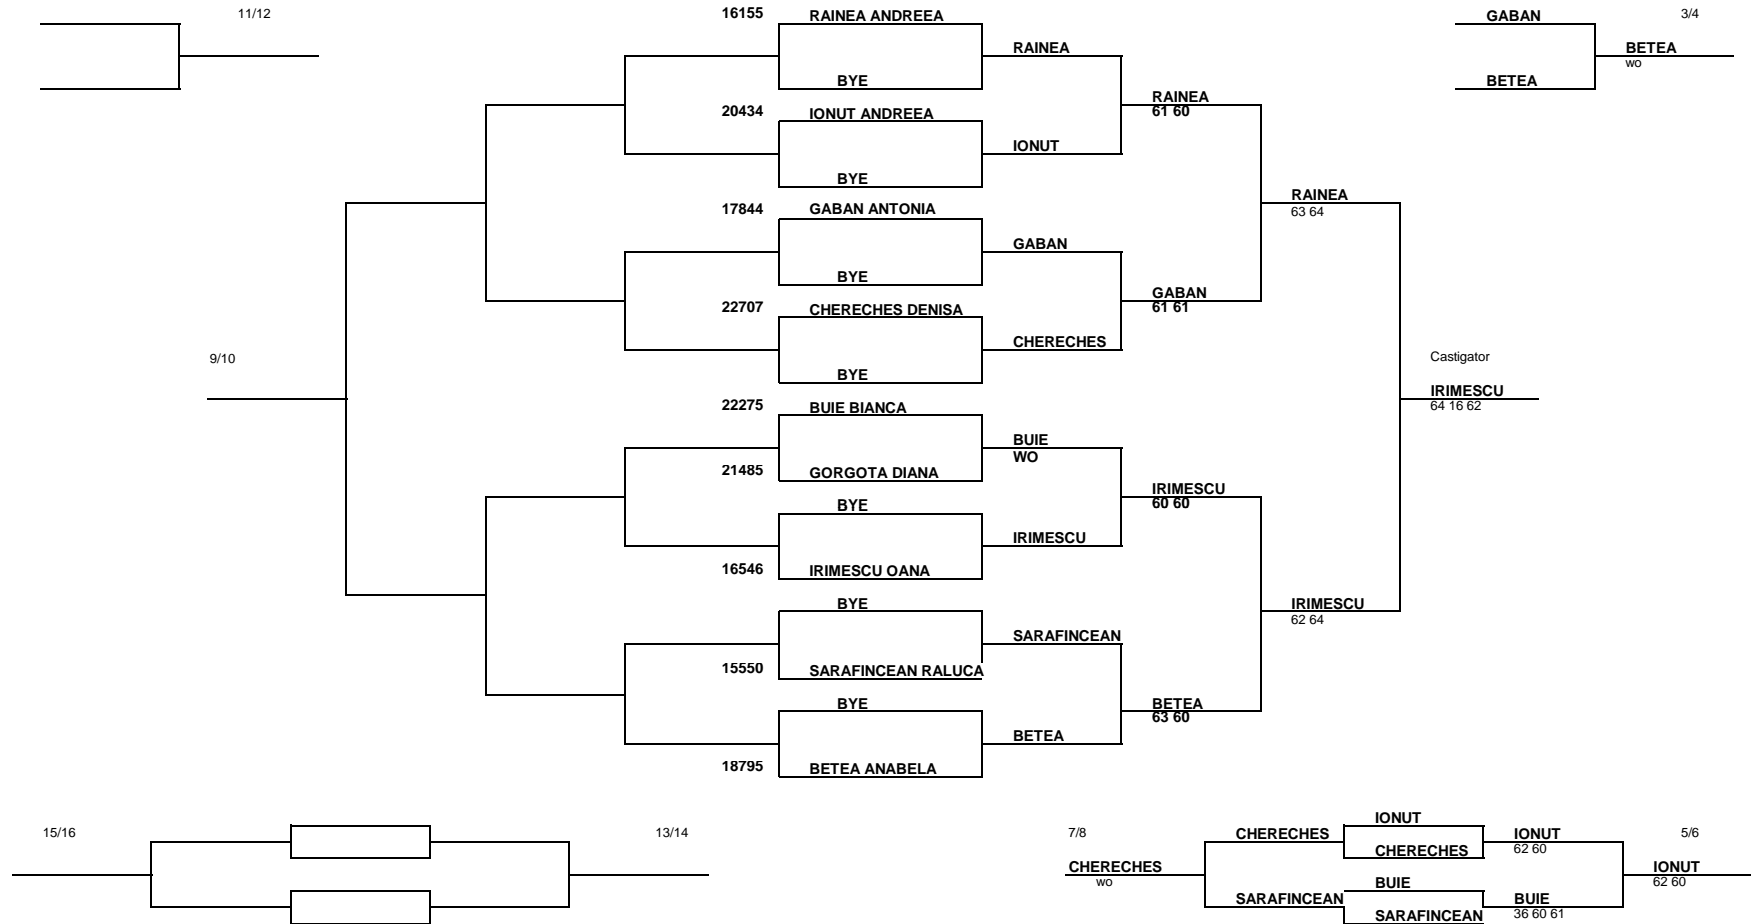 11/12
16155 RAINEA ANDREEA
GABAN
3/4
RAINEA
BETEA
wo
BYE
BETEA
RAINEA
61 60
20434 IONUT ANDREEA
IONUT
BYE
RAINEA
63 64
17844 GABAN ANTONIA
GABAN
BYE
GABAN
61 61
22707 CHERECHES DENISA
CHERECHES
9/10
Castigator
BYE
IRIMESCU
64 16 62
22275 BUIE BIANCA
BUIE
WO
21485 GORGOTA DIANA
IRIMESCU
60 60
BYE
IRIMESCU
16546 IRIMESCU OANA
BYE
IRIMESCU
62 64
SARAFINCEAN
15550 SARAFINCEAN RALUCA
BYE
BETEA
63 60
BETEA
18795 BETEA ANABELA
15/16
13/14
7/8
CHERECHES
IONUT
IONUT
62 60
5/6
CHERECHES
CHERECHES
wo
IONUT
62 60
BUIE
SARAFINCEAN
BUIE
36 60 61
SARAFINCEAN